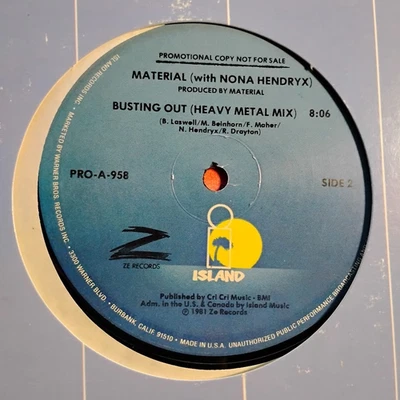 PROMOTIONAL COPY NOT FOR SALE
MATERIAL (with NONA HENDRYX)
PRODUCED BY MATERIAL
BUSTING OUT (HEAVY METAL MIX) 8:06
(B. Laswell/M. Beinhorn/F. Maher/
N. Hendryx/R. Drayton)
PRO-A-958
SIDE 2
Z
ZE RECORDS
ISLAND
Published by Cri Cri Music - BMI
Adm. in the U.S. & Canada by Island Music
℗ 1981 Ze Records
ISLAND RECORDS INC. • MARKETED BY WARNER BROS. RECORDS INC. • 3300 WARNER BLVD. • BURBANK, CALIF. 91510 • MADE IN U.S.A. UNAUTHORIZED PUBLIC PERFORMANCE